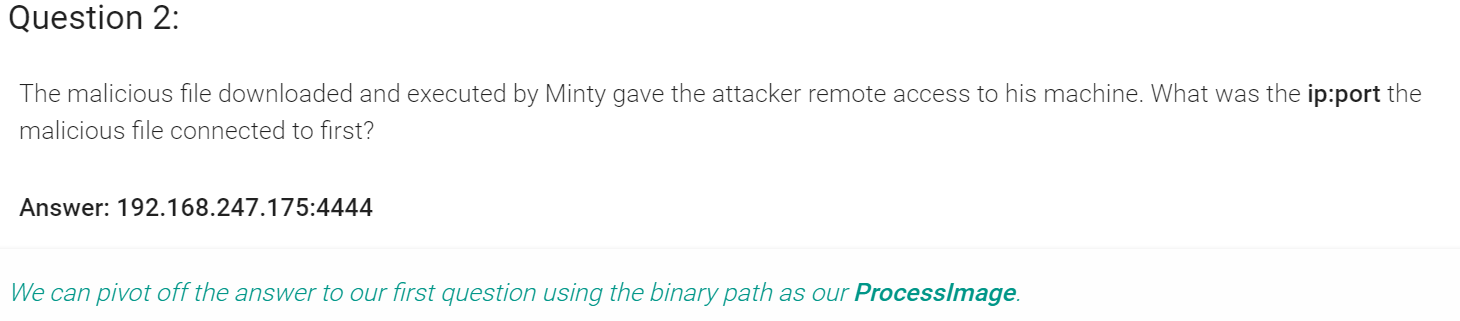 Question 2:
The malicious file downloaded and executed by Minty gave the attacker remote access to his machine. What was the ip:port the
malicious file connected to first?
Answer: 192.168.247.175:4444
We can pivot off the answer to our first question using the binary path as our ProcessImage.